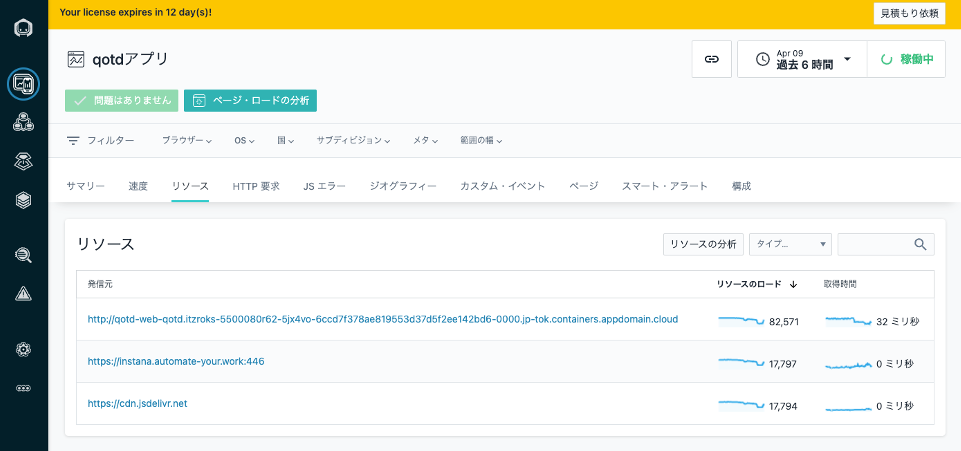 Your license expires in 12 day(s)!
見積もり依頼
qotdアプリ
Apr 09
過去 6 時間
稼働中
問題はありません
ページ・ロードの分析
フィルター
ブラウザー
OS
国
サブディビジョン
メタ
範囲の幅
サマリー
速度
リソース
HTTP 要求
JS エラー
ジオグラフィー
カスタム・イベント
ページ
スマート・アラート
構成
リソース
リソースの分析
タイプ...
発信元
リソースのロード
取得時間
http://qotd-web-qotd.itzroks-5500080r62-5jx4vo-6ccd7f378ae819553d37d5f2ee142bd6-0000.jp-tok.containers.appdomain.cloud
82,571
32 ミリ秒
https://instana.automate-your.work:446
17,797
0 ミリ秒
https://cdn.jsdelivr.net
17,794
0 ミリ秒